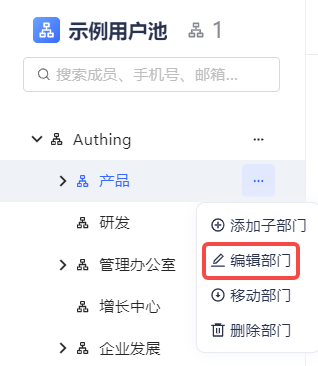 示例用户池 1
搜索成员、手机号、邮箱...
Authing
产品
研发
添加子部门
编辑部门
管理办公室
移动部门
增长中心
删除部门
企业发展